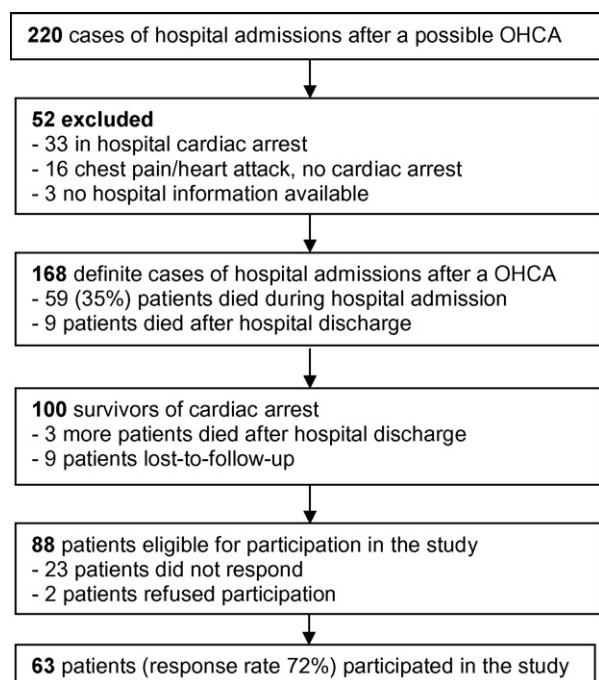 220 cases of hospital admissions after a possible OHCA
52 excluded
- 33 in hospital cardiac arrest
- 16 chest pain/heart attack, no cardiac arrest
- 3 no hospital information available
168 definite cases of hospital admissions after a OHCA
- 59 (35%) patients died during hospital admission
- 9 patients died after hospital discharge
100 survivors of cardiac arrest
- 3 more patients died after hospital discharge
- 9 patients lost-to-follow-up
88 patients eligible for participation in the study
- 23 patients did not respond
- 2 patients refused participation
63 patients (response rate 72%) participated in the study